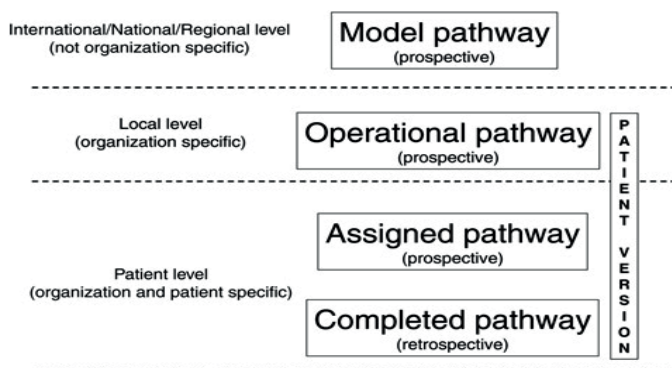 International/National/Regional level
(not organization specific)
Model pathway
(prospective)
Local level
(organization specific)
Operational pathway
(prospective)
PATIENT VERSION
Assigned pathway
(prospective)
Patient level
(organization and patient specific)
Completed pathway
(retrospective)